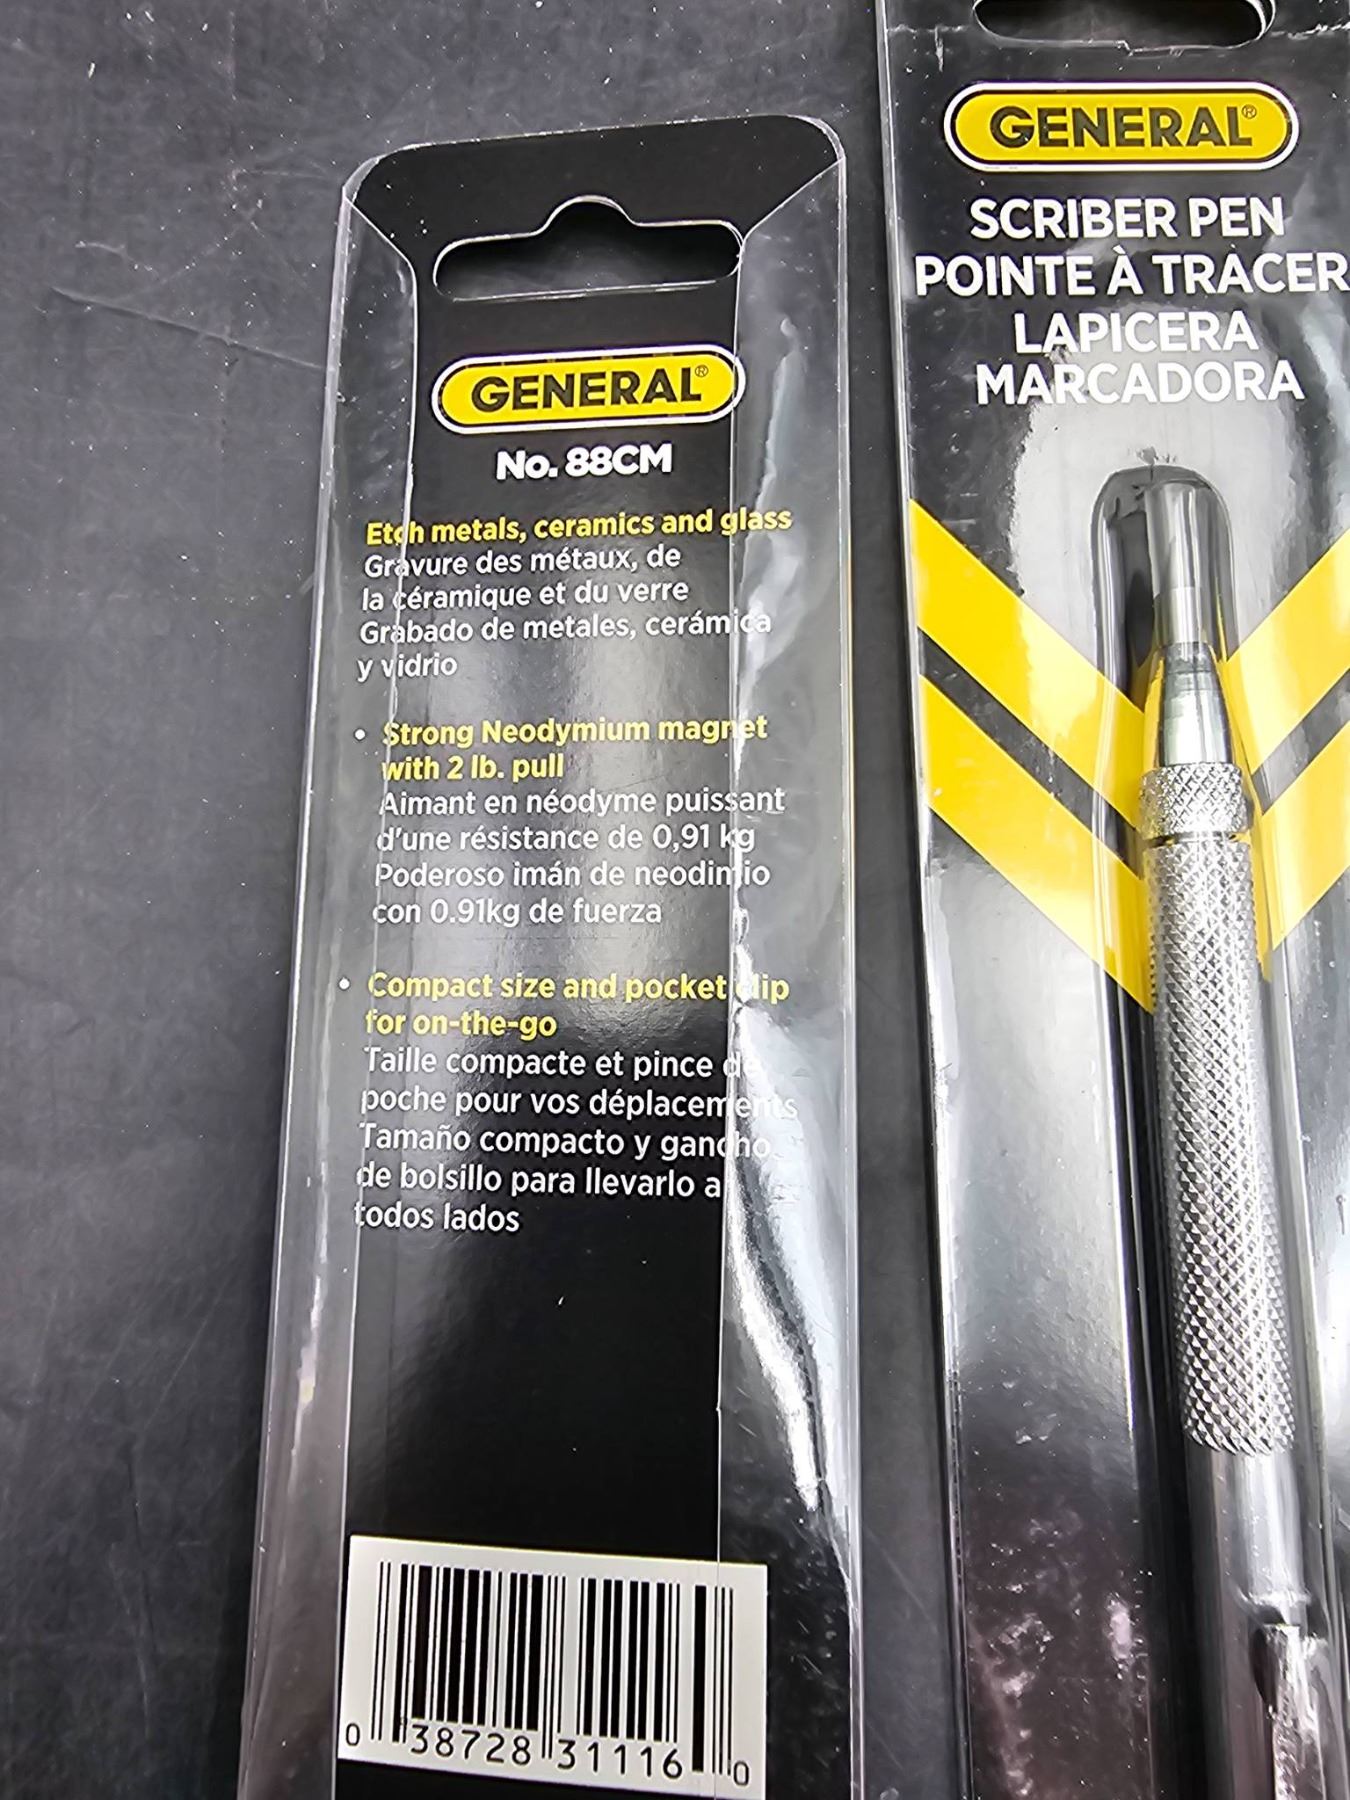 GENERAL®
No. 88CM
Etch metals, ceramics and glass
Gravure des métaux, de
la céramique et du verre
Grabado de metales, cerámica
y vidrio
• Strong Neodymium magnet
with 2 lb. pull
Aimant en néodyme puissant
d'une résistance de 0,91 kg
Poderoso imán de neodimio
con 0.91kg de fuerza
• Compact size and pocket clip
for on-the-go
Taille compacte et pince de
poche pour vos déplacements
Tamaño compacto y gancho
de bolsillo para llevarlo a
todos lados
0 38728 31116 0
GENERAL®
SCRIBER PEN
POINTE À TRACER
LAPICERA
MARCADORA